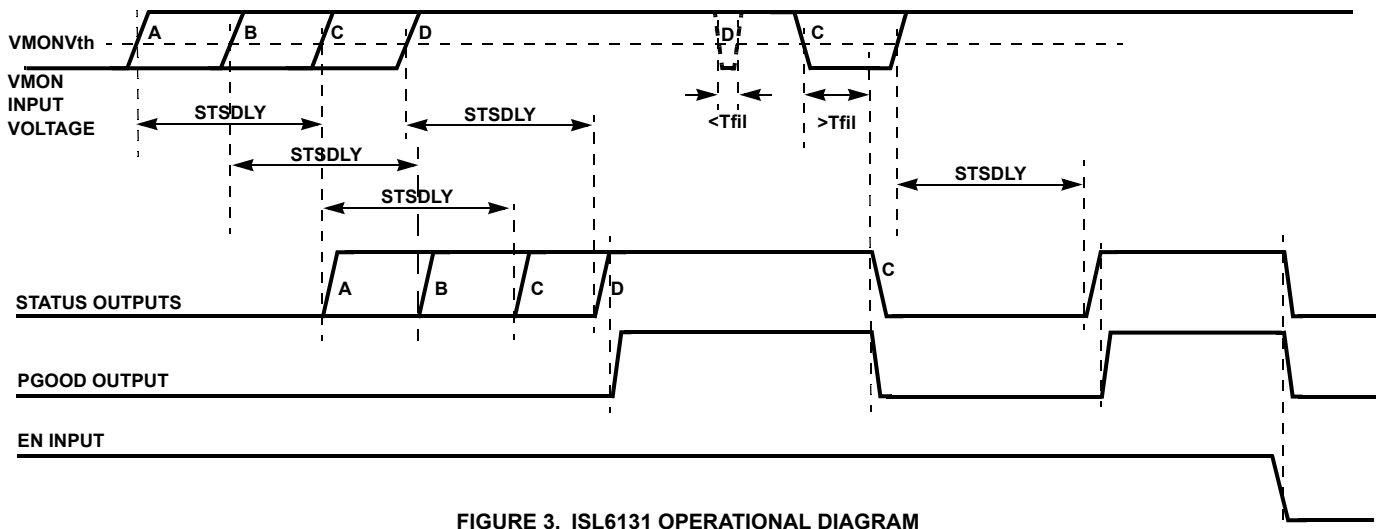 A B C D D C
VMONVth
VMON
INPUT
VOLTAGE
STSDLY STSDLY <Tfil >Tfil
STSDLY STSDLY
STSDLY
A B C D C
STATUS OUTPUTS
PGOOD OUTPUT
EN INPUT
FIGURE 3. ISL6131 OPERATIONAL DIAGRAM